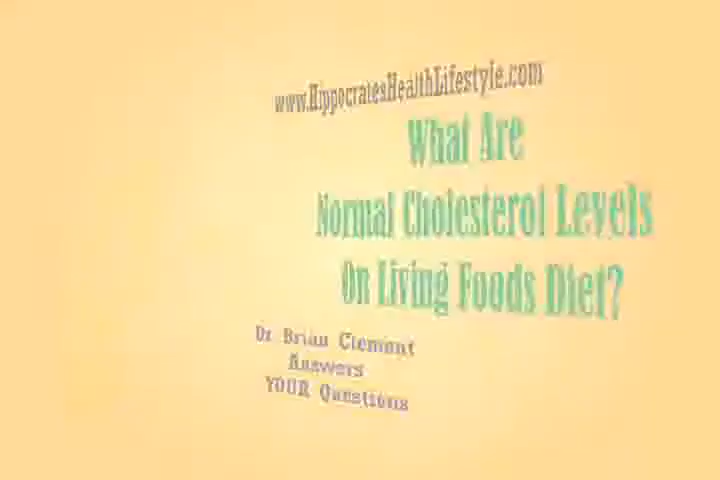 www.HippocratesHealthLifestyle.com
What Are
Normal Cholesterol Levels
On Living Foods Diet?
Dr Brian Clement
Answers
YOUR Questions